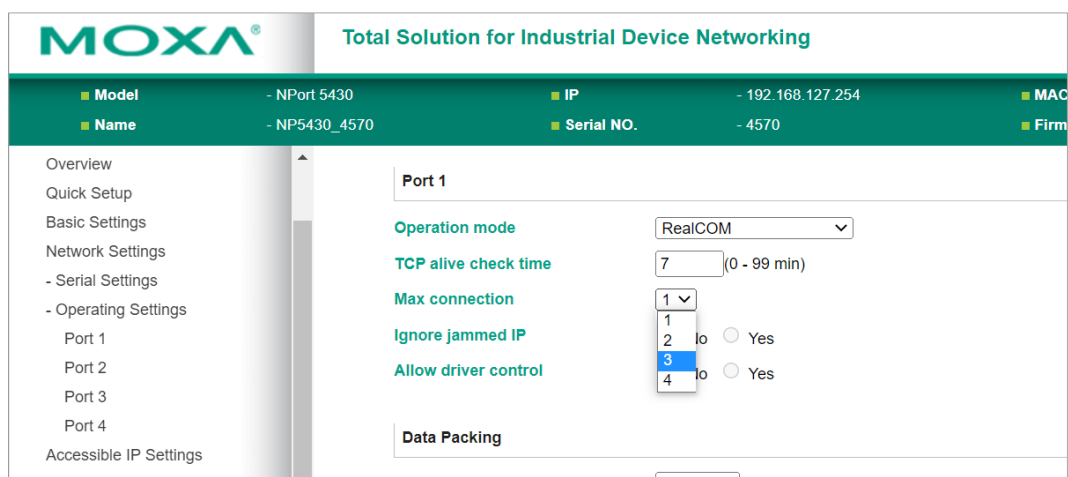 MOXA®
Total Solution for Industrial Device Networking
Model - NPort 5430 IP - 192.168.127.254 MAC
Name - NP5430_4570 Serial NO. - 4570 Firm
Overview
Quick Setup
Basic Settings
Network Settings
- Serial Settings
- Operating Settings
Port 1
Port 2
Port 3
Port 4
Accessible IP Settings
Port 1
Operation mode RealCOM
TCP alive check time 7 (0 - 99 min)
Max connection 1
1
2
3
4
Ignore jammed IP Yes
Allow driver control Yes
Data Packing